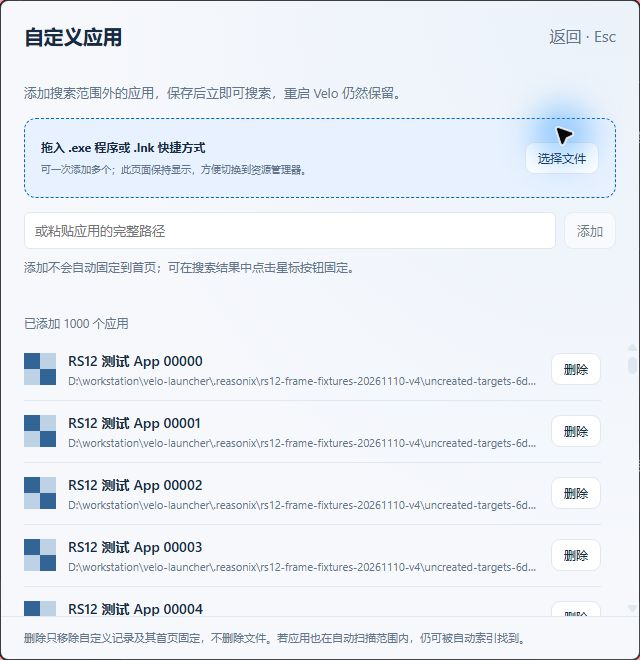 自定义应用
返回 · Esc
添加搜索范围外的应用，保存后立即可搜索，重启 Velo 仍然保留。
拖入 .exe 程序或 .lnk 快捷方式
可一次添加多个；此页面保持显示，方便切换到资源管理器。
选择文件
或粘贴应用的完整路径
添加
添加不会自动固定到首页；可在搜索结果中点击星标按钮固定。
已添加 1000 个应用
RS12 测试 App 00000
D:\workstation\velo-launcher\.reasonix\rs12-frame-fixtures-20261110-v4\uncreated-targets-6d...
删除
RS12 测试 App 00001
D:\workstation\velo-launcher\.reasonix\rs12-frame-fixtures-20261110-v4\uncreated-targets-6d...
删除
RS12 测试 App 00002
D:\workstation\velo-launcher\.reasonix\rs12-frame-fixtures-20261110-v4\uncreated-targets-6d...
删除
RS12 测试 App 00003
D:\workstation\velo-launcher\.reasonix\rs12-frame-fixtures-20261110-v4\uncreated-targets-6d...
删除
RS12 测试 App 00004
删除
删除只移除自定义记录及其首页固定，不删除文件。若应用也在自动扫描范围内，仍可被自动索引找到。